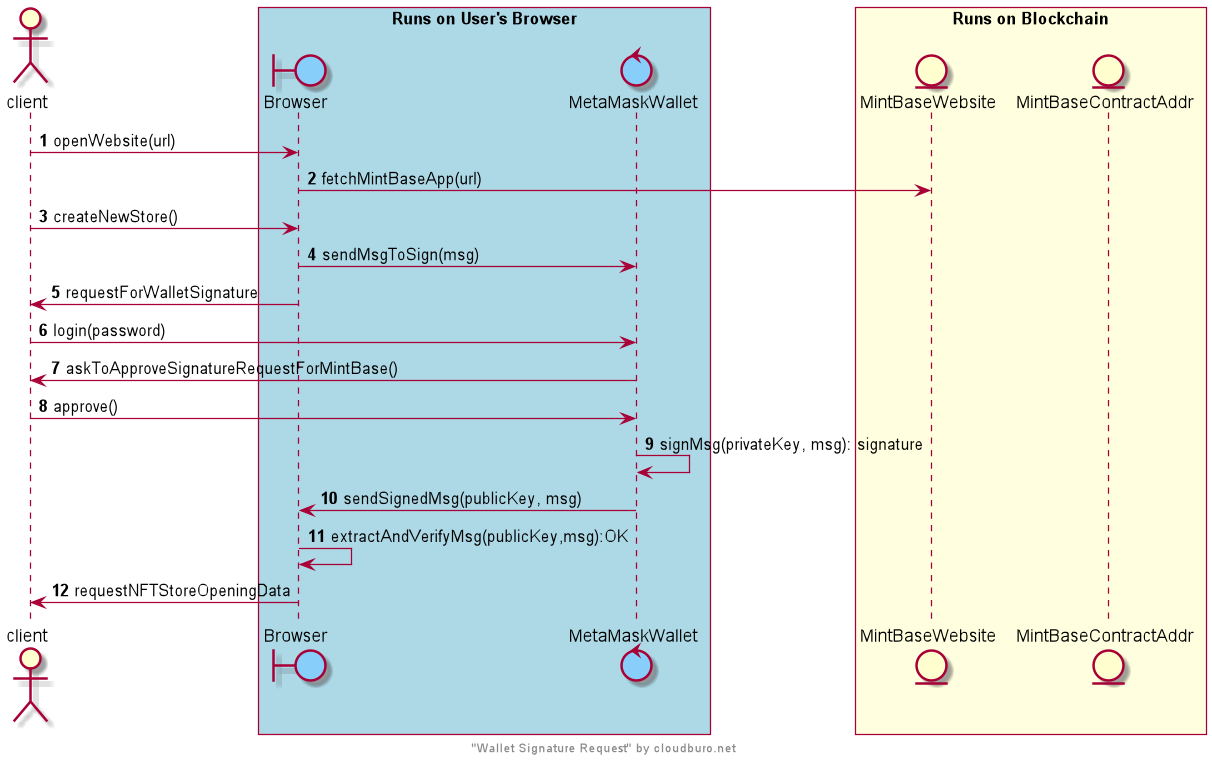 Runs on User's Browser
Runs on Blockchain
client
Browser
MetaMaskWallet
MintBaseWebsite
MintBaseContractAddr
1 openWebsite(url)
2 fetchMintBaseApp(url)
3 createNewStore()
4 sendMsgToSign(msg)
5 requestForWalletSignature
6 login(password)
7 askToApproveSignatureRequestForMintBase()
8 approve()
9 signMsg(privateKey, msg): signature
10 sendSignedMsg(publicKey, msg)
11 extractAndVerifyMsg(publicKey,msg):OK
12 requestNFTStoreOpeningData
client
Browser
MetaMaskWallet
MintBaseWebsite
MintBaseContractAddr
"Wallet Signature Request" by cloudburo.net